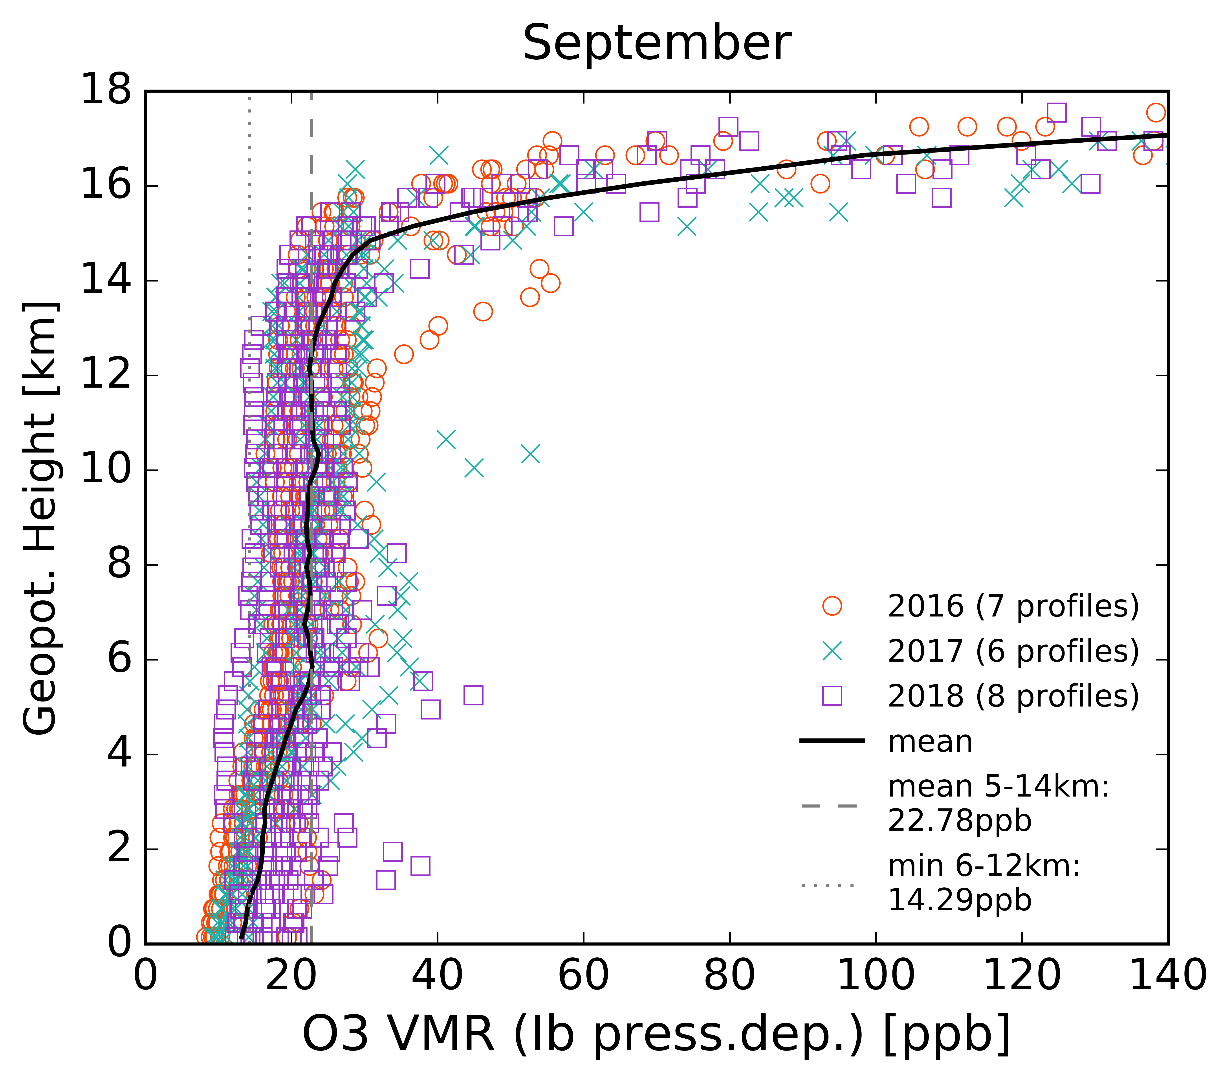 September
18
16
14
12
10
8
6
4
2
0
Geopot. Height [km]
2016 (7 profiles)
2017 (6 profiles)
2018 (8 profiles)
mean
mean 5-14km:
22.78ppb
min 6-12km:
14.29ppb
0 20 40 60 80 100 120 140
O3 VMR (Ib press.dep.) [ppb]